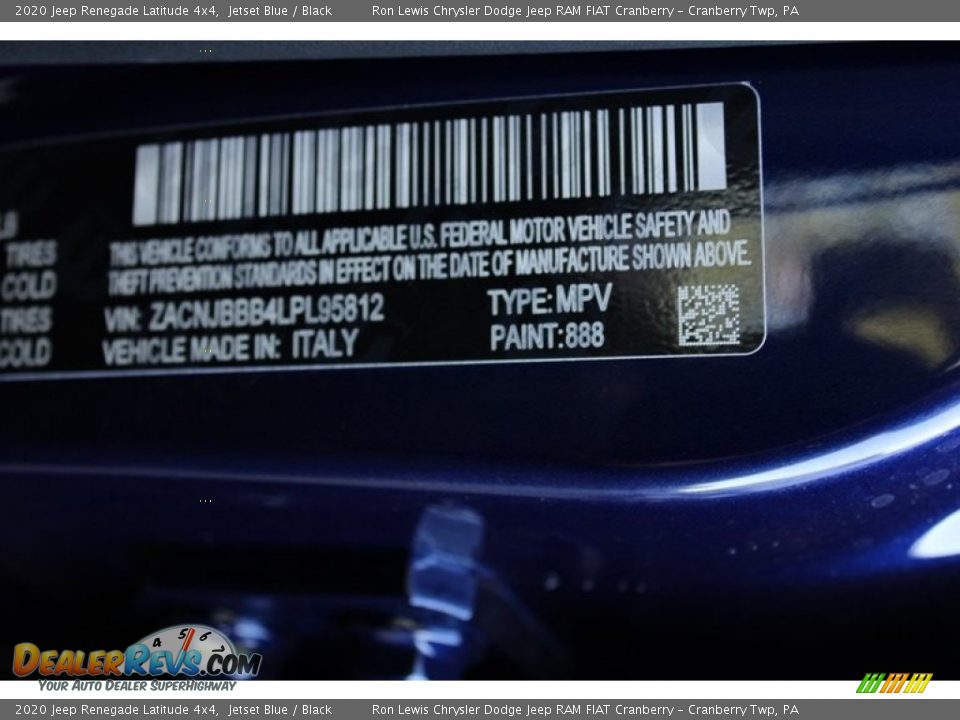 2020 Jeep Renegade Latitude 4x4, Jetset Blue / Black Ron Lewis Chrysler Dodge Jeep RAM FIAT Cranberry - Cranberry Twp, PA
THIS VEHICLE CONFORMS TO ALL APPLICABLE U.S. FEDERAL MOTOR VEHICLE SAFETY AND
THEFT PREVENTION STANDARDS IN EFFECT ON THE DATE OF MANUFACTURE SHOWN ABOVE.
TIRES
COLD
VIN: ZACNJBBB4LPL95812 TYPE: MPV
TIRES
VEHICLE MADE IN: ITALY PAINT: 888
COLD
4 5 6
DEALERREVS.COM
YOUR AUTO DEALER SUPERHIGHWAY
2020 Jeep Renegade Latitude 4x4, Jetset Blue / Black Ron Lewis Chrysler Dodge Jeep RAM FIAT Cranberry - Cranberry Twp, PA